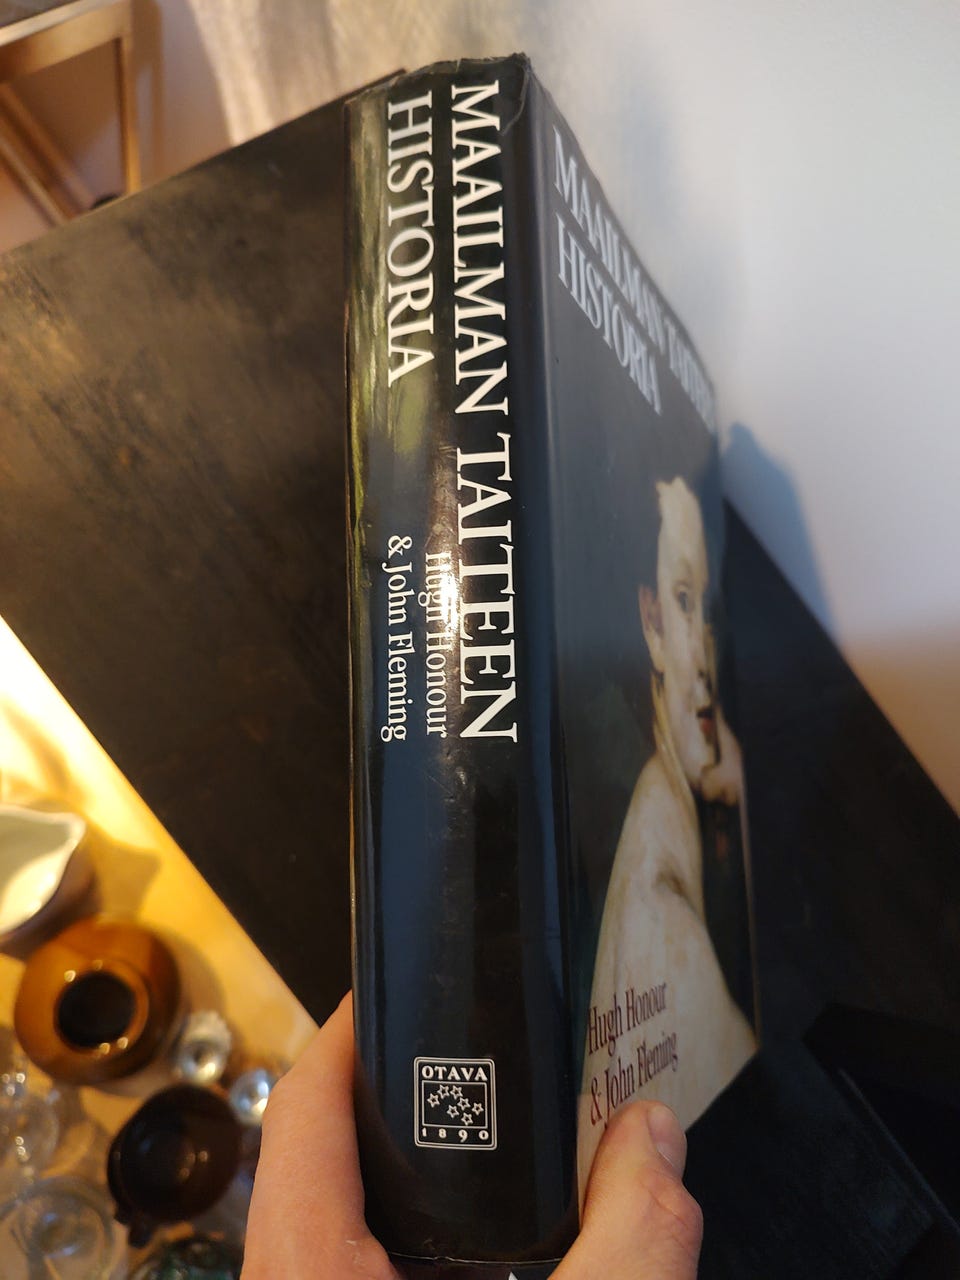 MAAILMAN TAITEEN
HISTORIA
Hugh Honour
& John Fleming
OTAVA
1890
MAAILMAN TAITEEN
HISTORIA
Hugh Honour
& John Fleming